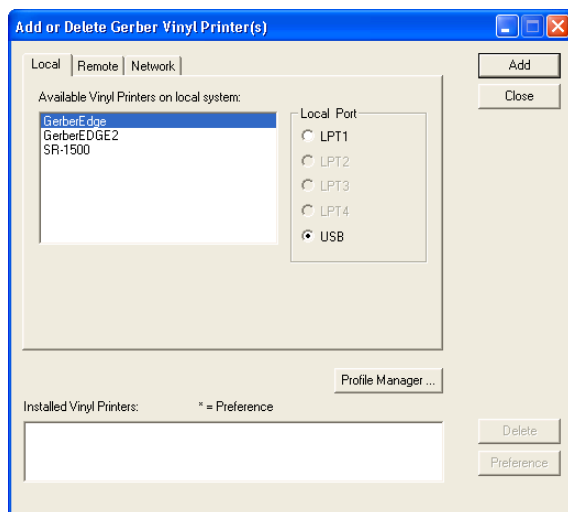 Add or Delete Gerber Vinyl Printer(s)
Local Remote Network
Add
Close
Available Vinyl Printers on local system:
GerberEdge
GerberEDGE2
SR-1500
Local Port
LPT1
LPT2
LPT3
LPT4
USB
Profile Manager ...
Installed Vinyl Printers: * = Preference
Delete
Preference